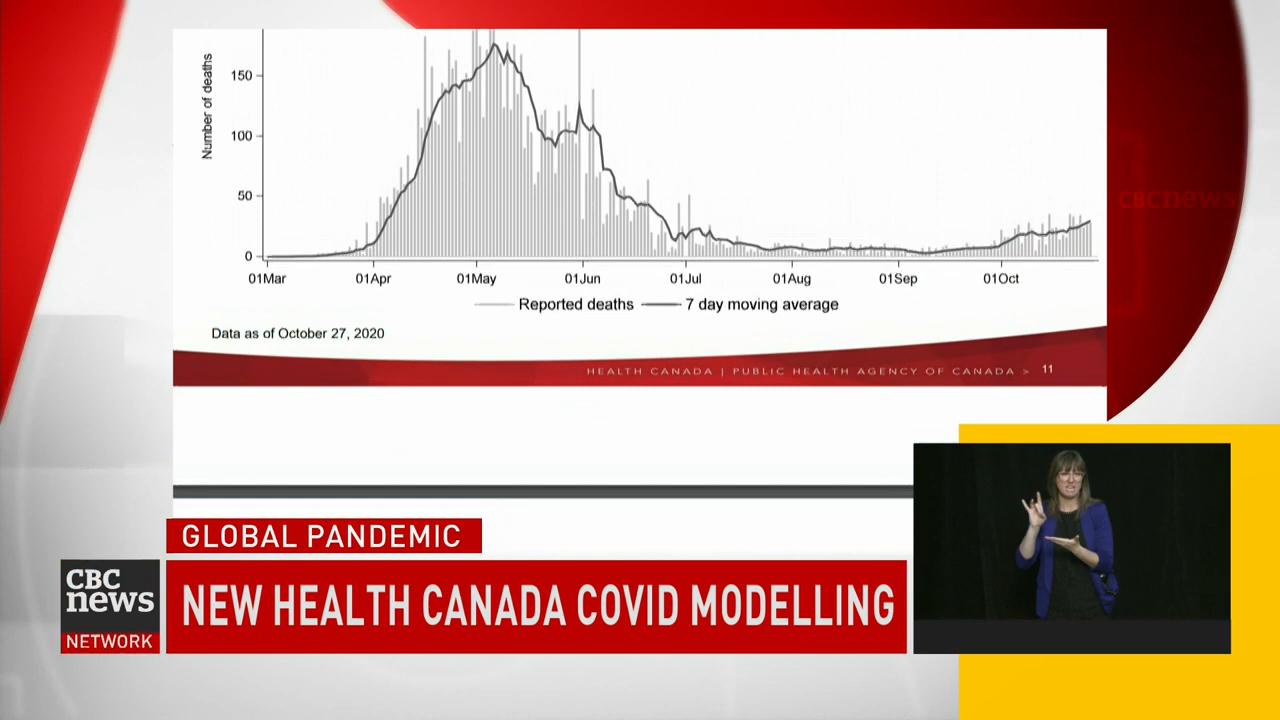 Number of deaths
150
100
50
0
01Mar 01Apr 01May 01Jun 01Jul 01Aug 01Sep 01Oct
Reported deaths 7 day moving average
Data as of October 27, 2020
HEALTH CANADA | PUBLIC HEALTH AGENCY OF CANADA > 11
CBCnews
GLOBAL PANDEMIC
CBC
news
NETWORK
NEW HEALTH CANADA COVID MODELLING